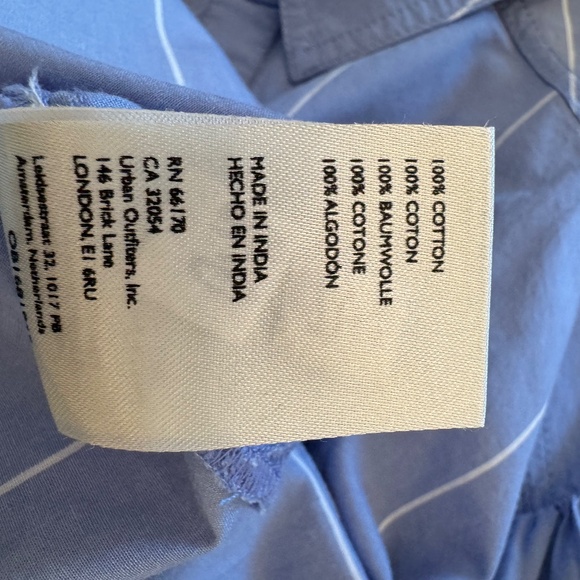 100% COTTON
100% COTON
100% BAUMWOLLE
100% COTONE
100% ALGODÓN
MADE IN INDIA
HECHO EN INDIA
RN 66170
CA 32054
Urban Outfitters, Inc.
146 Brick Lane
LONDON, E1 6RU
Leidsestraat 32, 1017 PB
Amsterdam, Netherlands